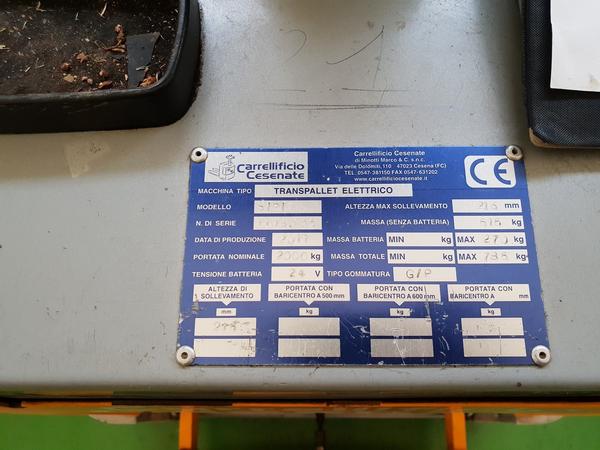 21
Carrellificio
Cesenate
Carrellificio Cesenate
di Minotti Marco & C. s.n.c.
Via delle Dolomiti, 110 47023 Cesena (FC)
TEL. 0547-381150 FAX 0547-631202
www.carrellificiocesenate.it
CE
MACCHINA TIPO TRANSPALLET ELETTRICO
MODELLO ALTEZZA MAX SOLLEVAMENTO mm
N. DI SERIE MASSA (SENZA BATTERIA) kg
DATA DI PRODUZIONE MASSA BATTERIA MIN kg MAX 270 kg
PORTATA NOMINALE 2000 kg MASSA TOTALE MIN kg MAX kg
TENSIONE BATTERIA 24 V TIPO GOMMATURA G/P
ALTEZZA DI SOLLEVAMENTO PORTATA CON BARICENTRO A 500 mm PORTATA CON BARICENTRO A 600 mm PORTATA CON BARICENTRO A mm
mm kg kg kg